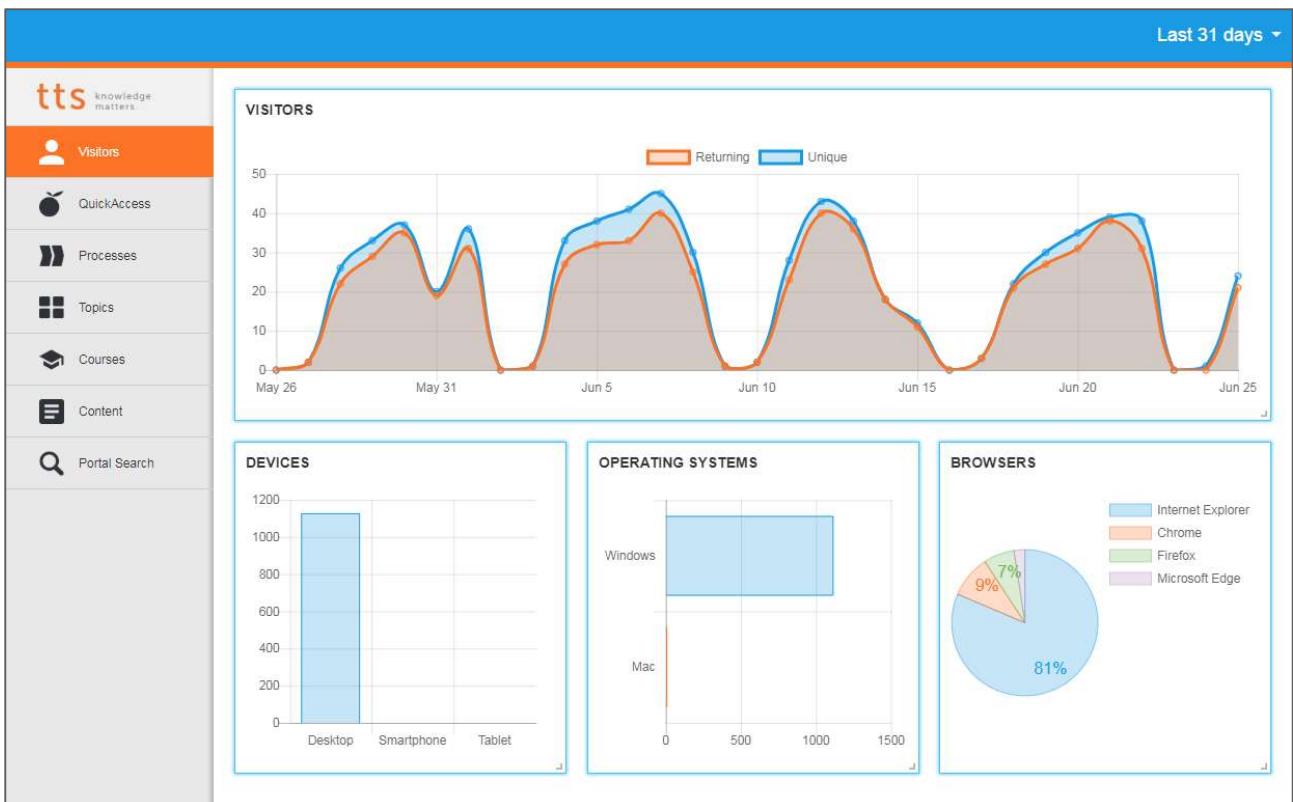 Last 31 days
tts knowledge
matters.
Visitors
QuickAccess
Processes
Topics
Courses
Content
Portal Search
VISITORS
Returning Unique
50
40
30
20
10
0
May 26 May 31 Jun 5 Jun 10 Jun 15 Jun 20 Jun 25
DEVICES
1200
1000
800
600
400
200
0
Desktop Smartphone Tablet
OPERATING SYSTEMS
Windows
Mac
0 500 1000 1500
BROWSERS
Internet Explorer
Chrome
Firefox
Microsoft Edge
7%
9%
81%